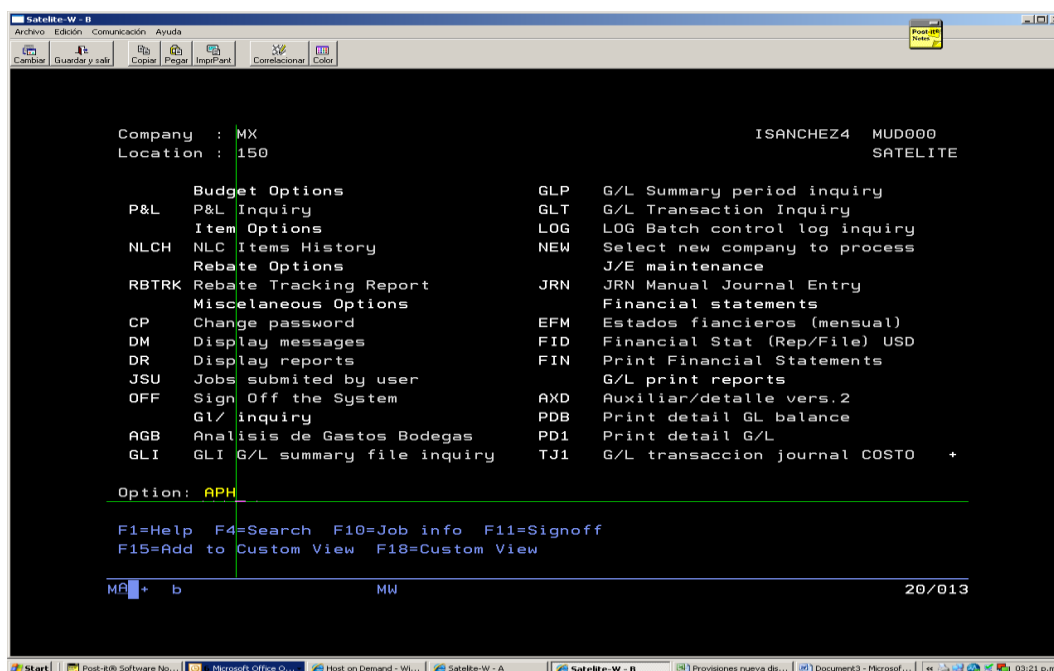 Satelite-W - B
Archivo Edición Comunicación Ayuda
Post-it®
Notes
Cambiar Guardar y salir Copiar Pegar ImprPant Correlacionar Color
Company : MX ISANCHEZ4 MUD000
Location : 150 SATELITE
Budget Options GLP G/L Summary period inquiry
P&L P&L Inquiry GLT G/L Transaction Inquiry
Item Options LOG LOG Batch control log inquiry
NLCH NLC Items History NEW Select new company to process
Rebate Options J/E maintenance
RBTRK Rebate Tracking Report JRN JRN Manual Journal Entry
Miscelaneous Options Financial statements
CP Change password EFM Estados fiancieros (mensual)
DM Display messages FID Financial Stat (Rep/File) USD
DR Display reports FIN Print Financial Statements
JSU Jobs submited by user G/L print reports
OFF Sign Off the System AXD Auxiliar/detalle vers.2
Gl/ inquiry PDB Print detail GL balance
AGB Analisis de Gastos Bodegas PD1 Print detail G/L
GLI GLI G/L summary file inquiry TJ1 G/L transaccion journal COSTO +
Option: APH
F1=Help F4=Search F10=Job info F11=Signoff
F15=Add to Custom View F18=Custom View
MA + b MW 20/013
Start Post-it® Software No... Microsoft Office O... Host on Demand - Wi... Satelite-W - A Satelite-W - B Provisiones nueva dis... Document3 - Microsof... 03:21 p.m.